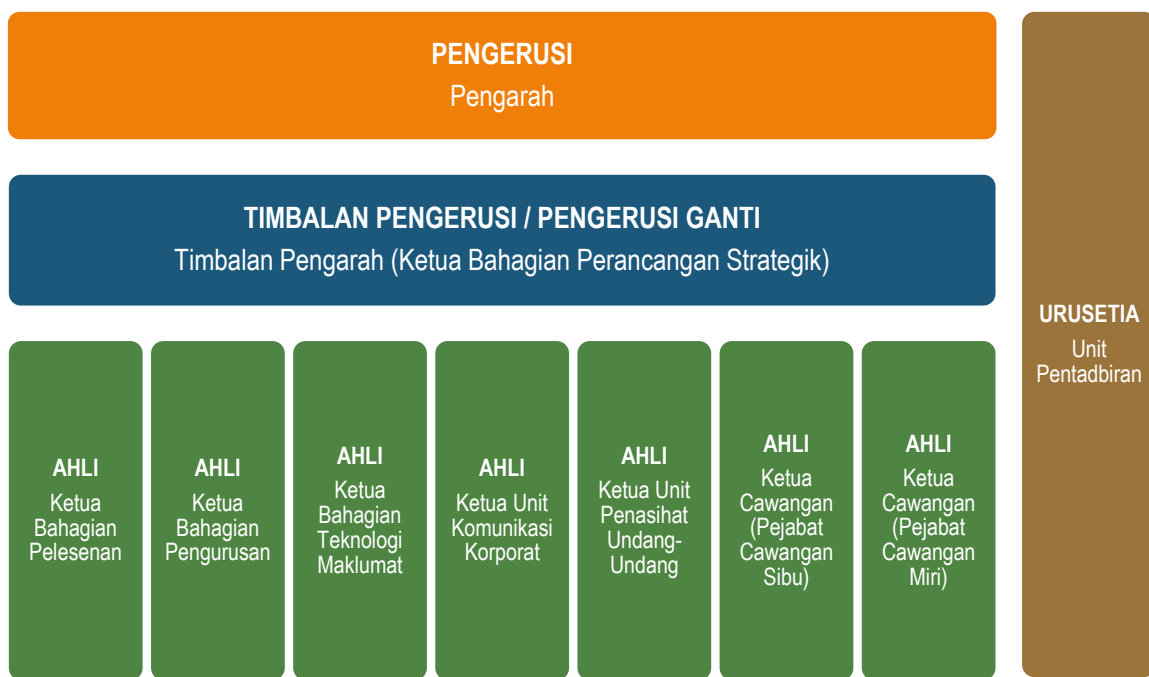 PENGERUSI
Pengarah
TIMBALAN PENGERUSI / PENGERUSI GANTI
Timbalan Pengarah (Ketua Bahagian Perancangan Strategik)
AHLI
Ketua
Bahagian
Pelesenan
AHLI
Ketua
Bahagian
Pengurusan
AHLI
Ketua
Bahagian
Teknologi
Maklumat
AHLI
Ketua Unit
Komunikasi
Korporat
AHLI
Ketua Unit
Penasihat
Undang-
Undang
AHLI
Ketua
Cawangan
(Pejabat
Cawangan
Sibu)
AHLI
Ketua
Cawangan
(Pejabat
Cawangan
Miri)
URUSETIA
Unit
Pentadbiran